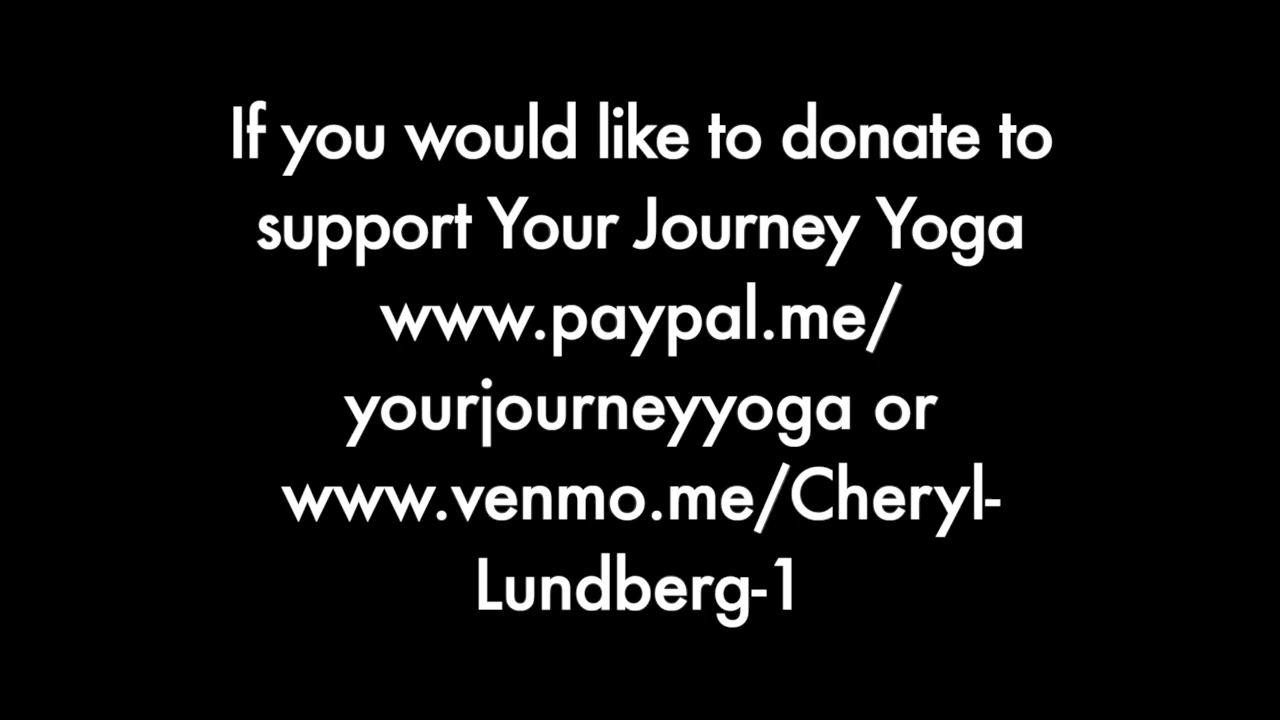 If you would like to donate to
support Your Journey Yoga
www.paypal.me/
yourjourneyyoga or
www.venmo.me/Cheryl-
Lundberg-1